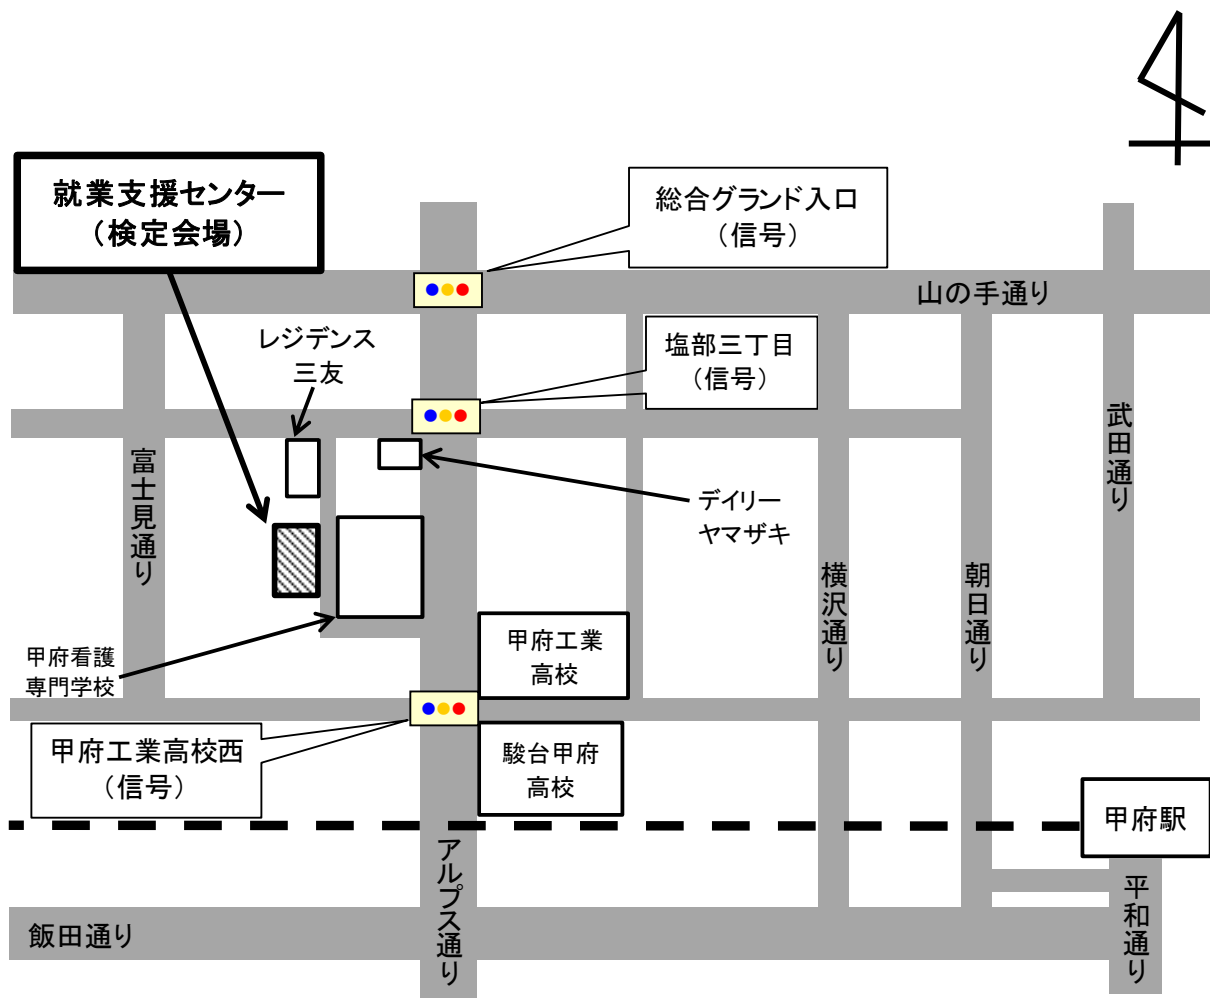 就業支援センター
（検定会場）
総合グランド入口
（信号）
山の手通り
レジデンス
三友
塩部三丁目
（信号）
武田通り
富士見通り
デイリー
ヤマザキ
横沢通り
朝日通り
甲府看護
専門学校
甲府工業
高校
甲府工業高校西
（信号）
駿台甲府
高校
甲府駅
アルプス通り
平和通り
飯田通り